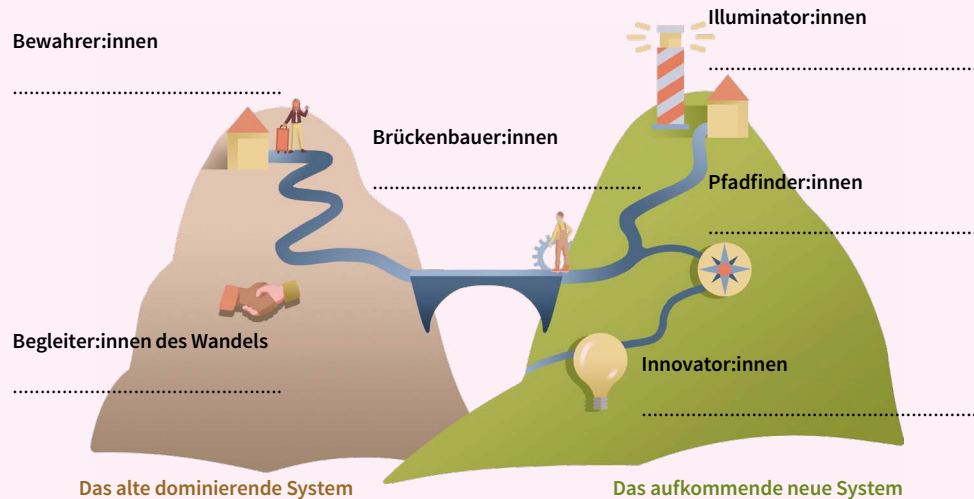 Illuminator:innen
Bewahrer:innen
Brückenbauer:innen
Pfadfinder:innen
Begleiter:innen des Wandels
Innovator:innen
Das alte dominierende System
Das aufkommende neue System